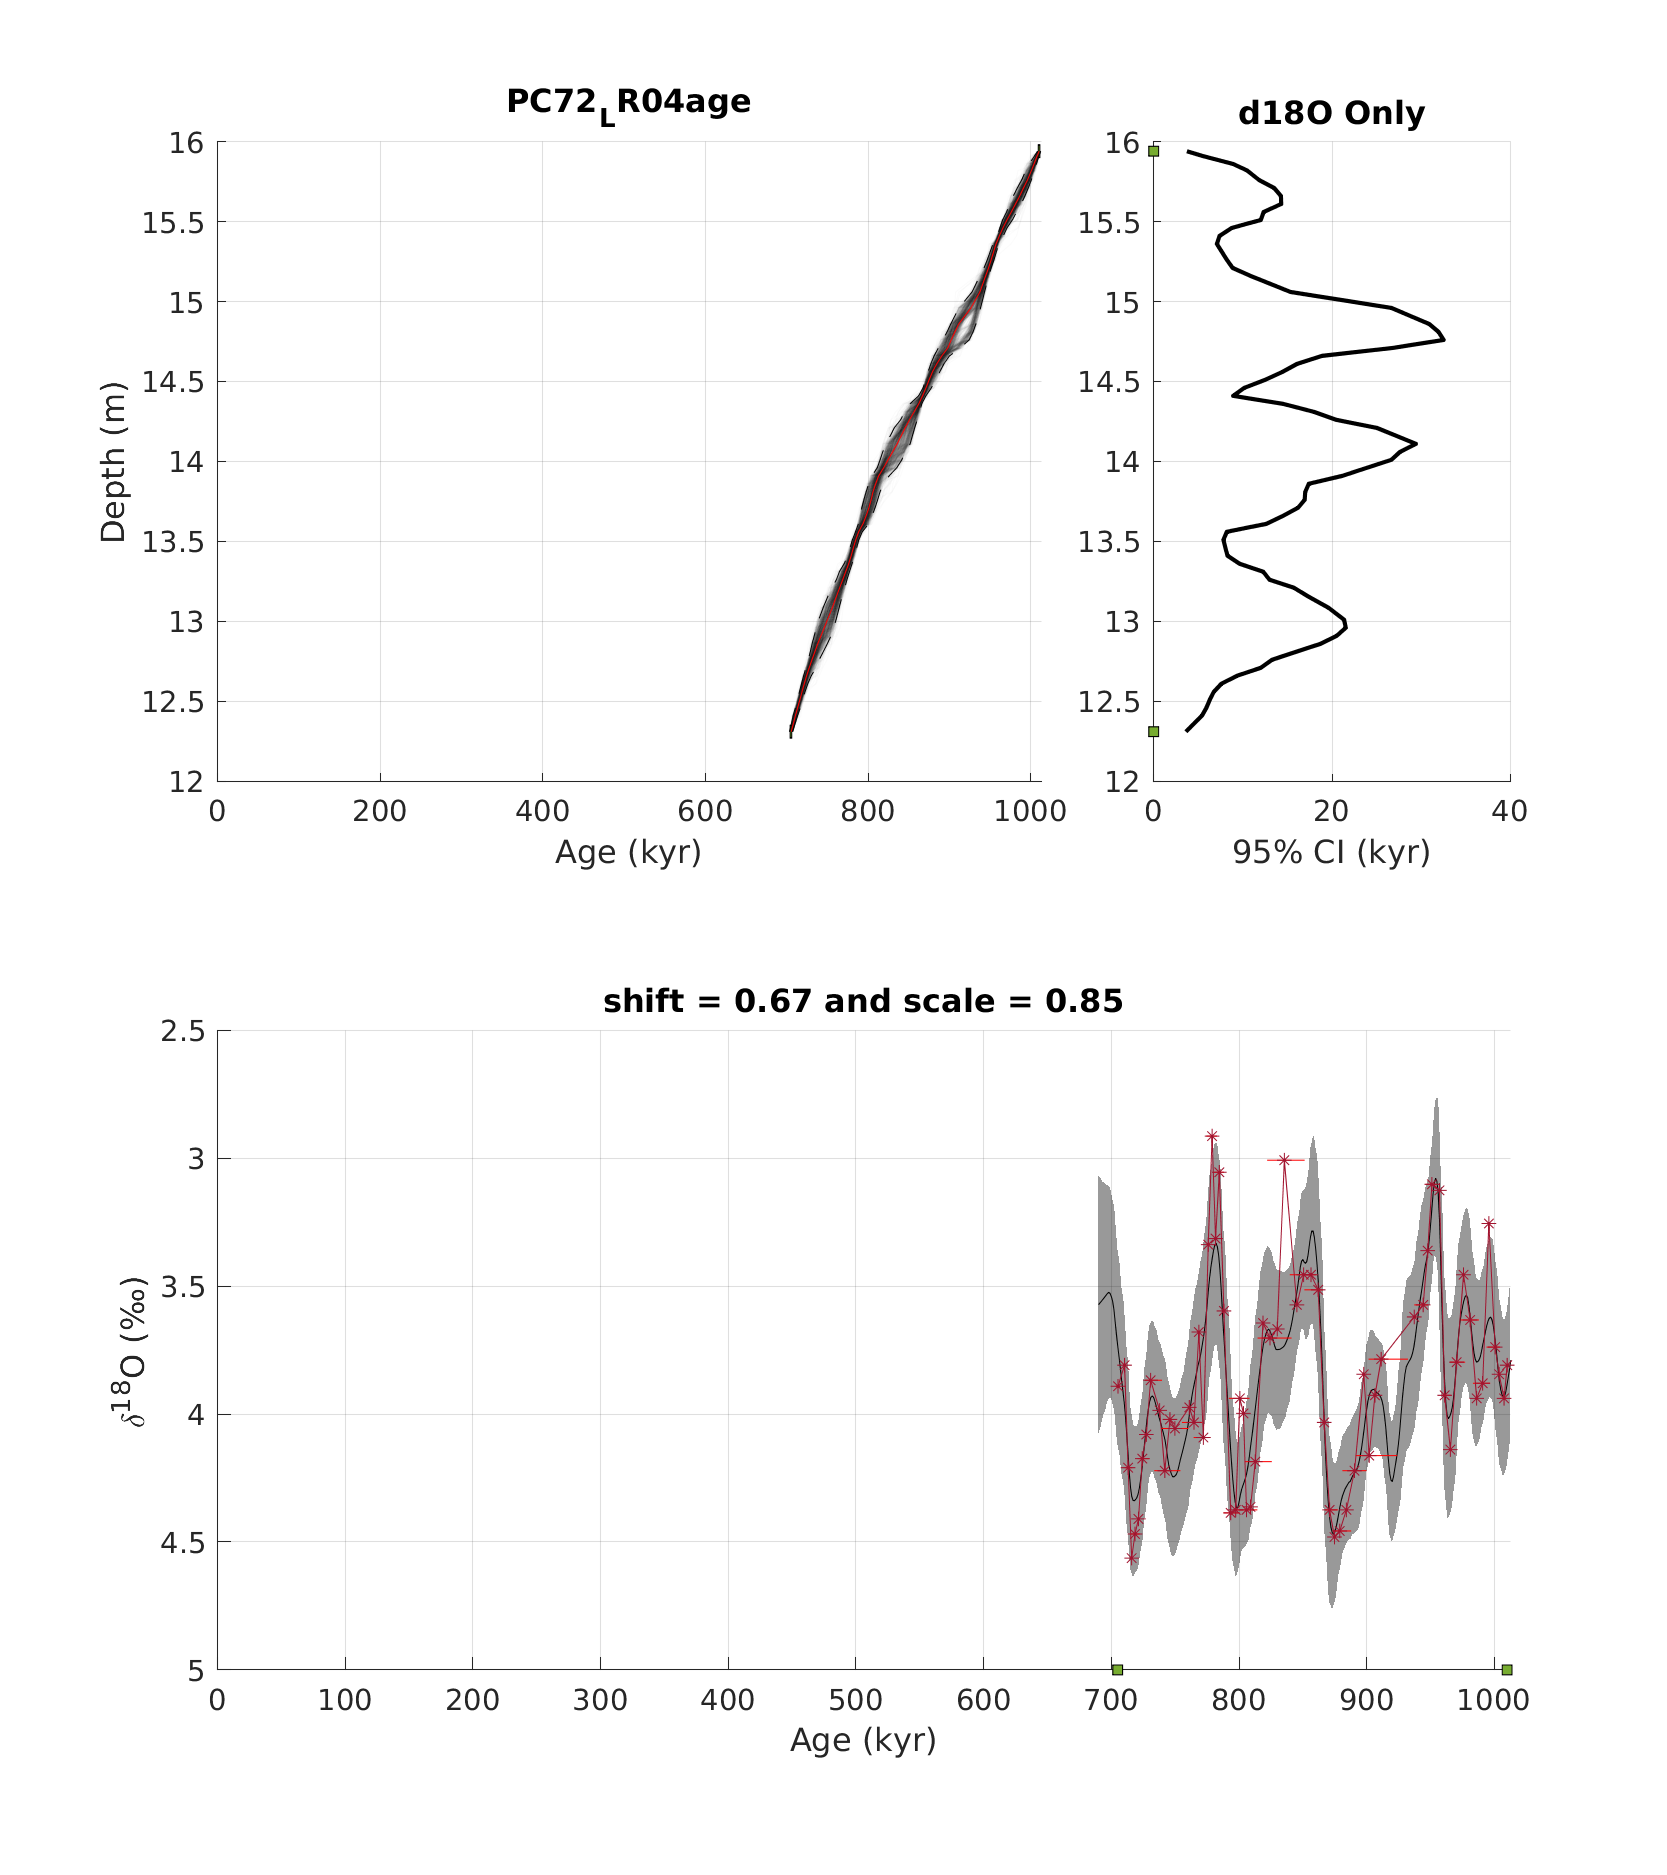 PC72LR04age
d18O Only
16
15.5
15
14.5
14
13.5
13
12.5
12
Depth (m)
0 200 400 600 800 1000
Age (kyr)
16
15.5
15
14.5
14
13.5
13
12.5
12
0 20 40
95% CI (kyr)
shift = 0.67 and scale = 0.85
2.5
3
3.5
4
4.5
5
δ18O (‰)
0 100 200 300 400 500 600 700 800 900 1000
Age (kyr)